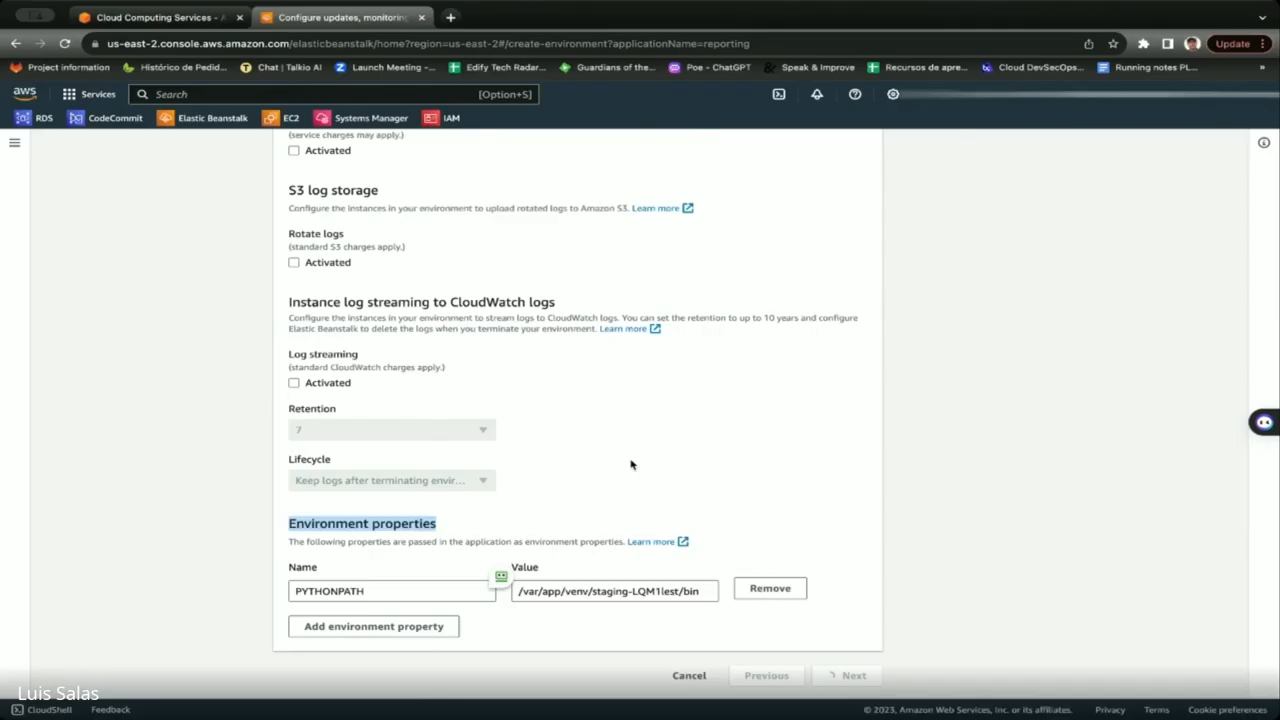 Cloud Computing Services - A
Configure updates, monitoring
us-east-2.console.aws.amazon.com/elasticbeanstalk/home?region=us-east-2#/create-environment?applicationName=reporting
Update
Project information
Histórico de Pedid...
Chat | Talkio AI
Launch Meeting -...
Edify Tech Radar...
Guardians of the...
Poe - ChatGPT
Speak & Improve
Recursos de apre...
Cloud DevSecOps...
Running notes PL...
»
aws
Services
Search
[Option+S]
RDS
CodeCommit
Elastic Beanstalk
EC2
Systems Manager
IAM
(service charges may apply.)
Activated
S3 log storage
Configure the instances in your environment to upload rotated logs to Amazon S3. Learn more
Rotate logs
(standard S3 charges apply.)
Activated
Instance log streaming to CloudWatch logs
Configure the instances in your environment to stream logs to CloudWatch logs. You can set the retention to up to 10 years and configure
Elastic Beanstalk to delete the logs when you terminate your environment. Learn more
Log streaming
(standard CloudWatch charges apply.)
Activated
Retention
7
Lifecycle
Keep logs after terminating envir...
Environment properties
The following properties are passed in the application as environment properties. Learn more
Name
Value
PYTHONPATH
/var/app/venv/staging-LQM1lest/bin
Remove
Add environment property
Cancel
Previous
Next
Luis Salas
CloudShell
Feedback
© 2023, Amazon Web Services, Inc. or its affiliates.
Privacy
Terms
Cookie preferences